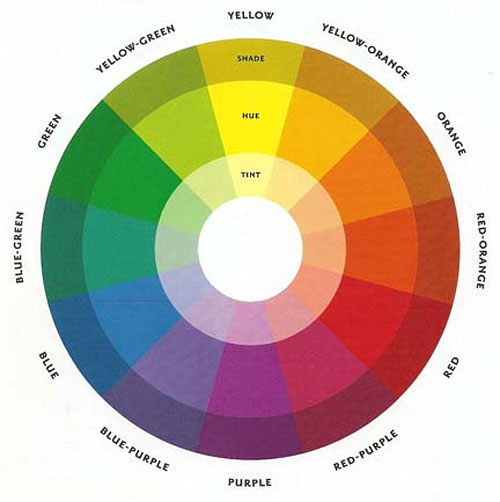 YELLOW
YELLOW-ORANGE
ORANGE
RED-ORANGE
RED
RED-PURPLE
PURPLE
BLUE-PURPLE
BLUE
BLUE-GREEN
GREEN
YELLOW-GREEN
SHADE
HUE
TINT